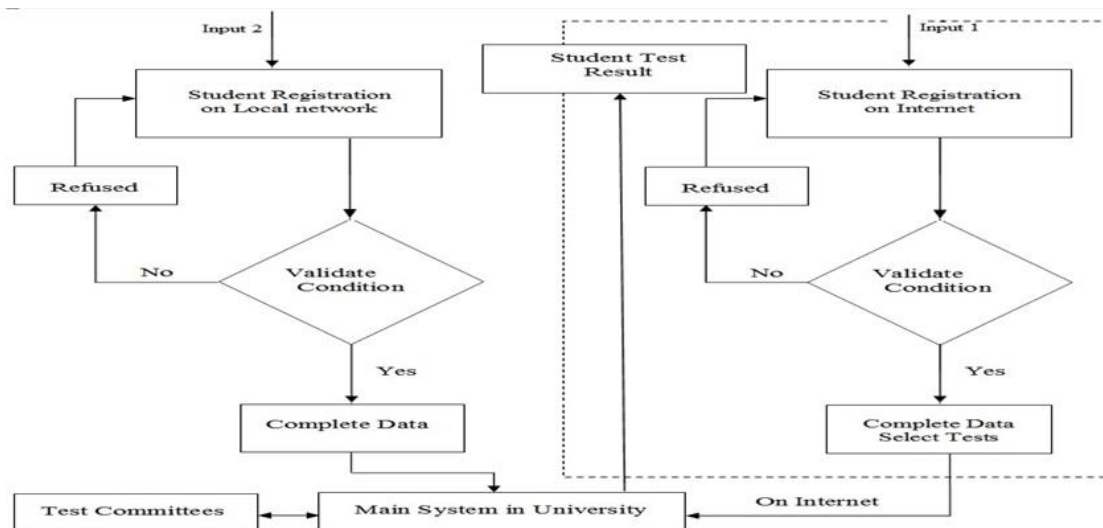 Input 2
Input 1
Student Test
Result
Student Registration
on Local network
Student Registration
on Internet
Refused
Refused
No
Validate
Condition
No
Validate
Condition
Yes
Yes
Complete Data
Complete Data
Select Tests
Test Committees
Main System in University
On Internet